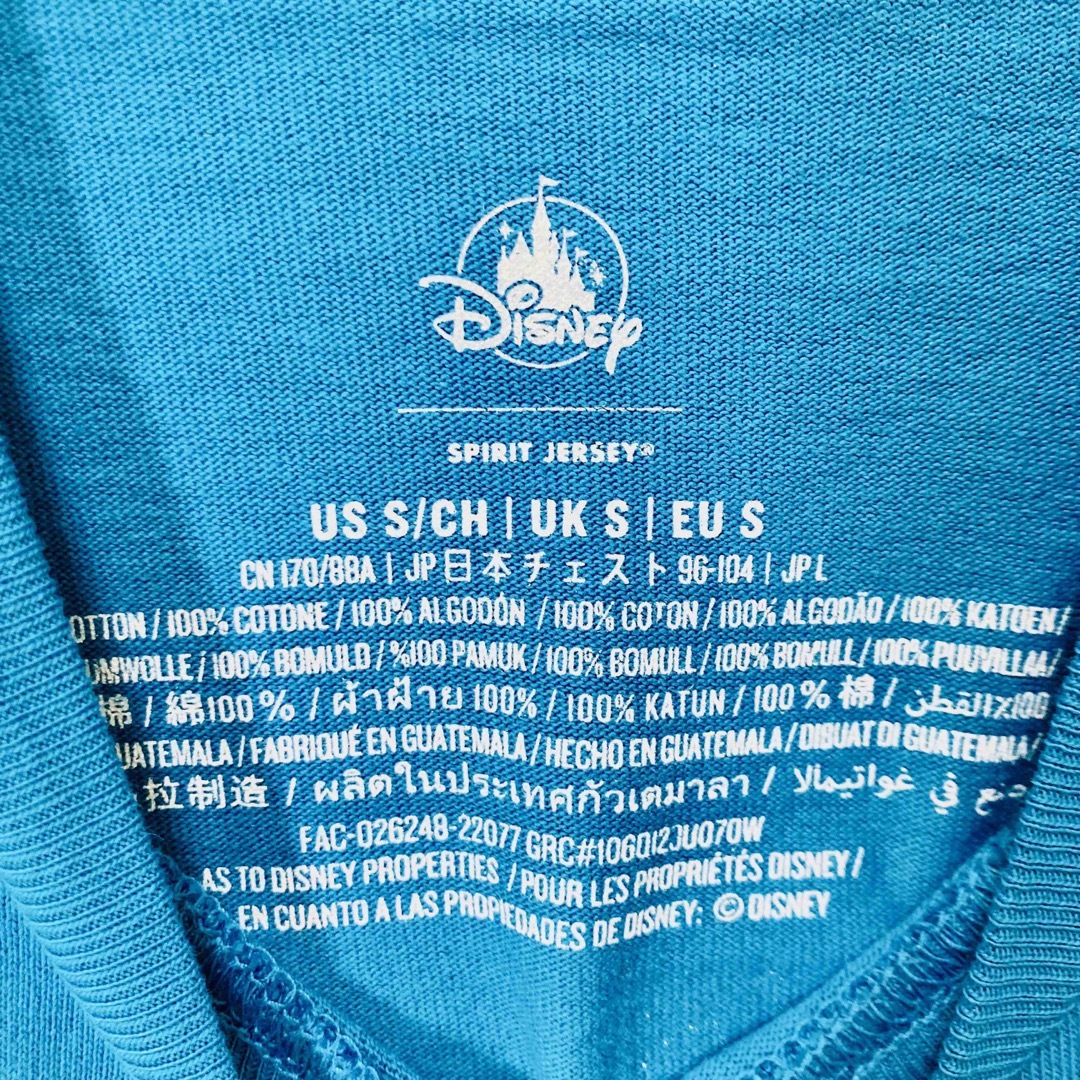 Disney
SPIRIT JERSEY®
US S/CH | UK S | EU S
CN 170/88A | JP 日本チェスト 96-104 | JP L
OTTON / 100% COTONE / 100% ALGODÓN / 100% COTON / 100% ALGODÃO / 100% KATOEN /
UMWOLLE / 100% BOMULD / %100 PAMUK / 100% BOMULL / 100% BOMULL / 100% PUUVILLAA /
棉 / 綿100% / ผ้าฝ้าย 100% / 100% KATUN / 100% 棉 / 100٪ القطن
UATEMALA / FABRIQUÉ EN GUATEMALA / HECHO EN GUATEMALA / DIBUAT DI GUATEMALA /
拉制造 / ผลิตในประเทศกัวเตมาลา / في غواتيمالا
FAC-026248-22077 GRC#1060123U070W
AS TO DISNEY PROPERTIES / POUR LES PROPRIÉTÉS DISNEY /
EN CUANTO A LAS PROPIEDADES DE DISNEY: © DISNEY